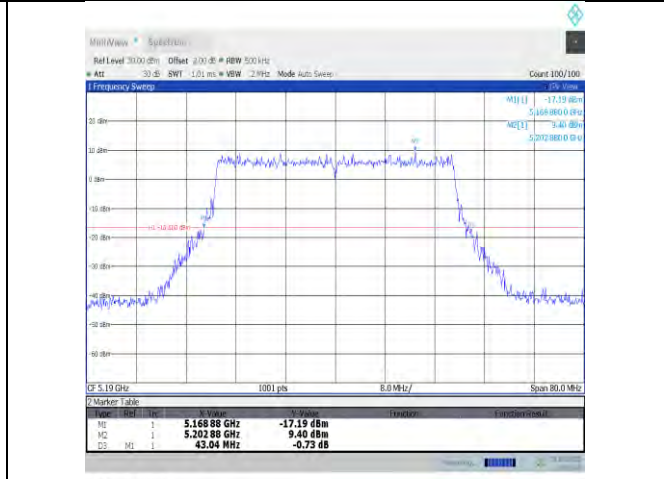 MultiView Spectrum
Ref Level 30.00 dBm Offset 2.00 dB RBW 500 kHz
Att 30 dB SWT 1.01 ms VBW 2 MHz Mode Auto Sweep Count 100/100
1 Frequency Sweep
M1[1] -17.19 dBm
5.168 880 0 GHz
M2[1] 9.40 dBm
5.202 880 0 GHz
20 dBm
10 dBm
M2
0 dBm
-10 dBm
-20 dBm
-30 dBm
-40 dBm
-50 dBm
-60 dBm
CF 5.19 GHz 1001 pts 8.0 MHz/ Span 80.0 MHz
2 Marker Table
Type Ref Trc X-Value Y-Value Function Function Result
M1 1 5.168 88 GHz -17.19 dBm
M2 1 5.202 88 GHz 9.40 dBm
D3 M1 1 43.04 MHz -0.73 dB